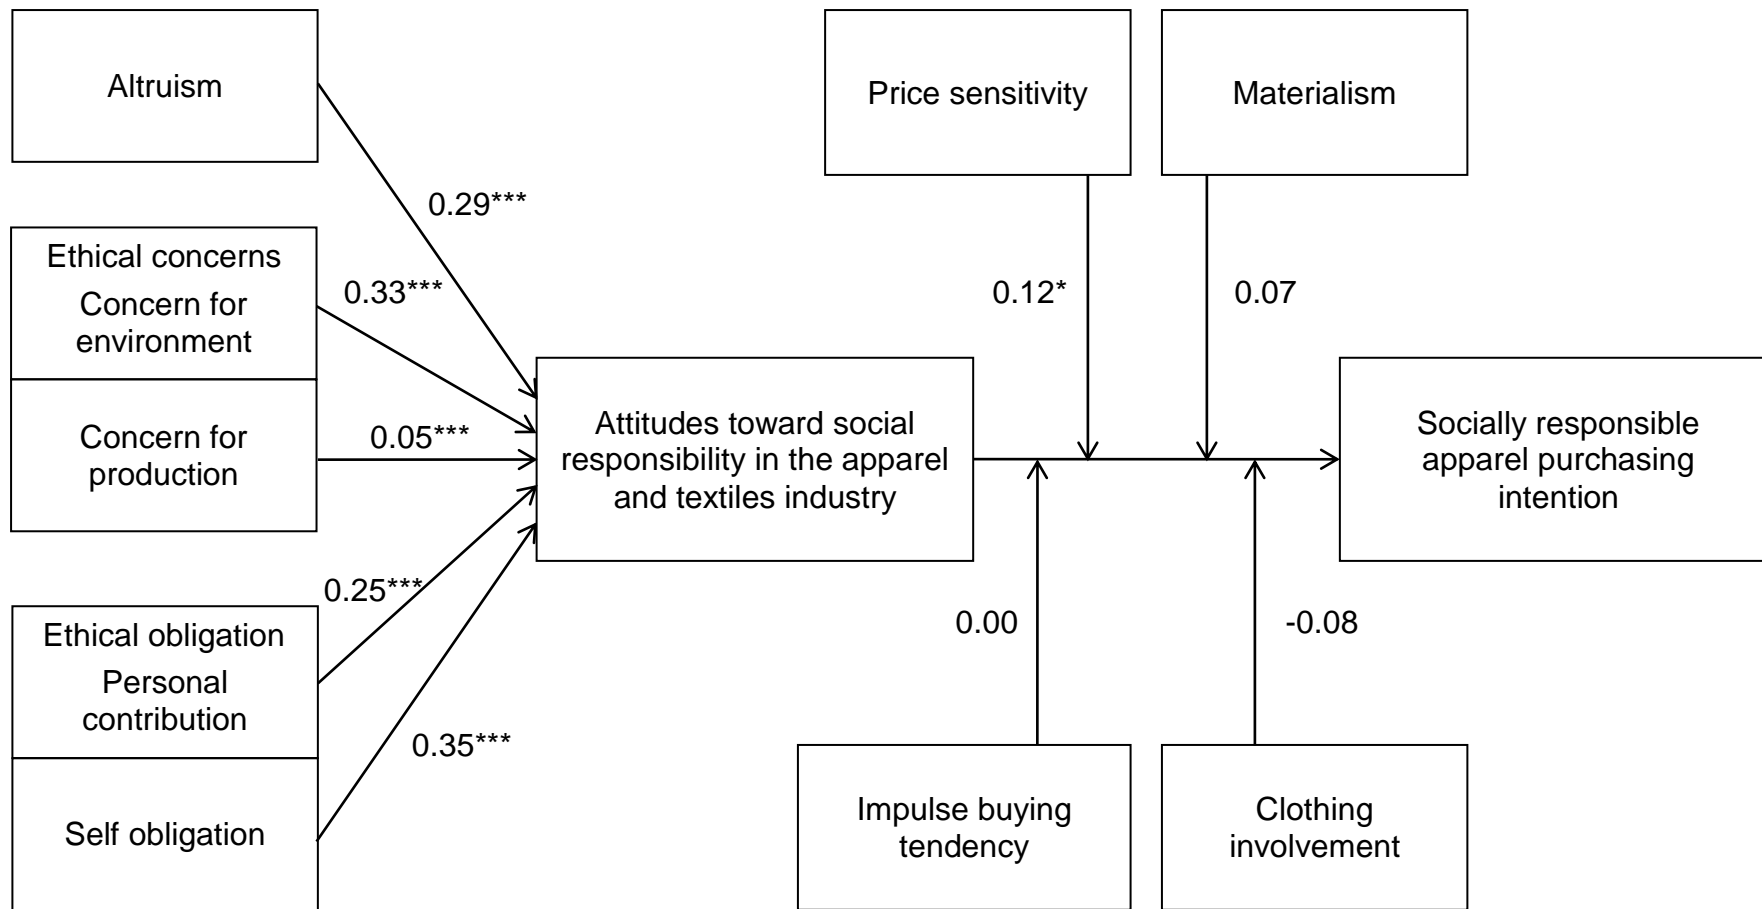 Altruism
Price sensitivity
Materialism
0.29***
Ethical concerns
Concern for
environment
0.33***
0.12*
0.07
Concern for
production
0.05***
Attitudes toward social
responsibility in the apparel
and textiles industry
Socially responsible
apparel purchasing
intention
0.25***
Ethical obligation
Personal
contribution
0.00
-0.08
0.35***
Self obligation
Impulse buying
tendency
Clothing
involvement